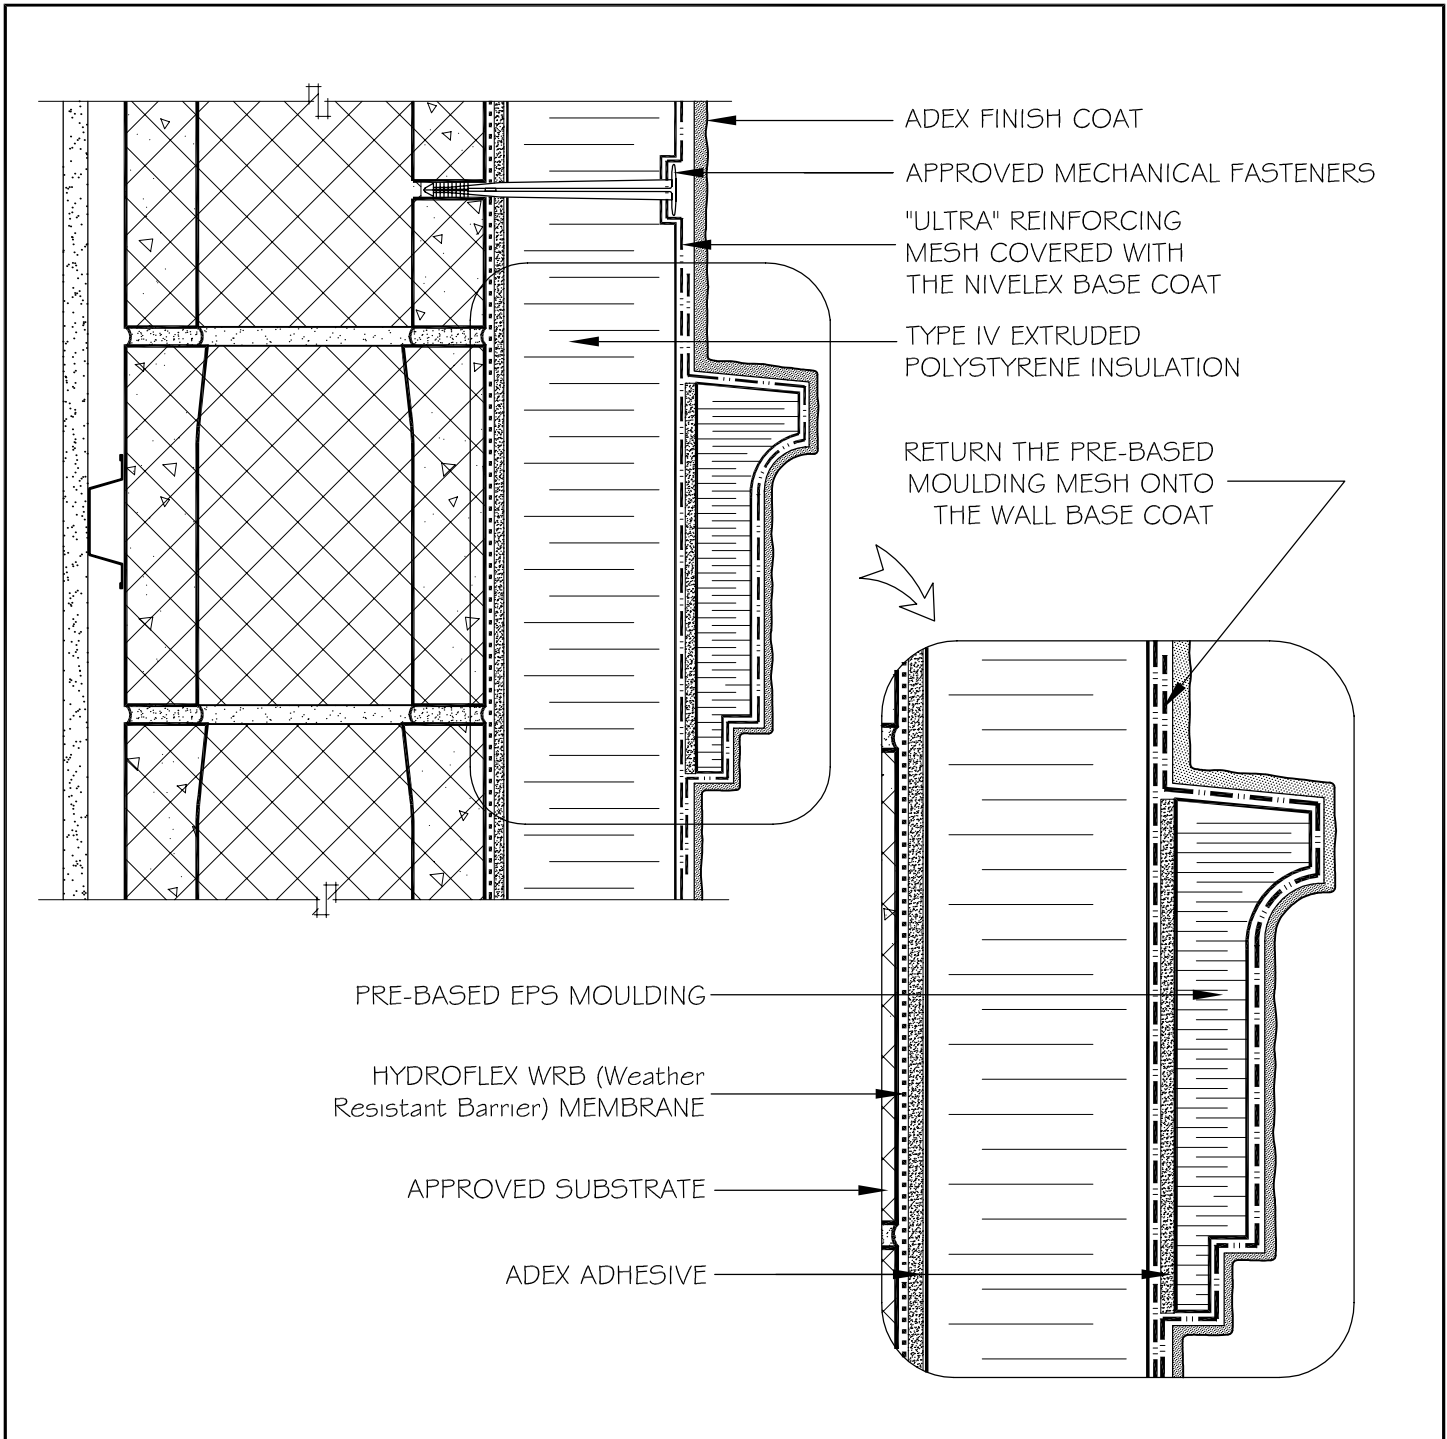 ADEX FINISH COAT
APPROVED MECHANICAL FASTENERS
"ULTRA" REINFORCING
MESH COVERED WITH
THE NIVELEX BASE COAT
TYPE IV EXTRUDED
POLYSTYRENE INSULATION
RETURN THE PRE-BASED
MOULDING MESH ONTO
THE WALL BASE COAT
PRE-BASED EPS MOULDING
HYDROFLEX WRB (Weather
Resistant Barrier) MEMBRANE
APPROVED SUBSTRATE
ADEX ADHESIVE